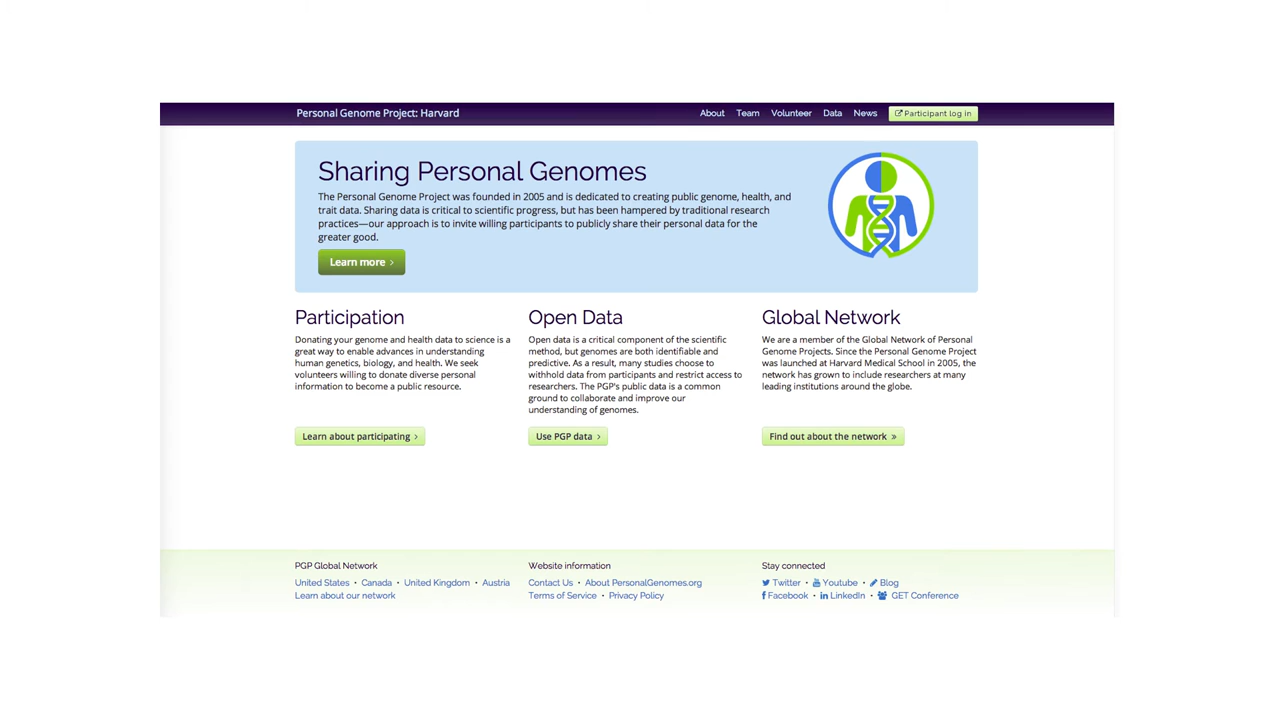 Personal Genome Project: Harvard
About Team Volunteer Data News Participant log in
Sharing Personal Genomes
The Personal Genome Project was founded in 2005 and is dedicated to creating public genome, health, and
trait data. Sharing data is critical to scientific progress, but has been hampered by traditional research
practices—our approach is to invite willing participants to publicly share their personal data for the
greater good.
Learn more ›
Participation
Donating your genome and health data to science is a
great way to enable advances in understanding
human genetics, biology, and health. We seek
volunteers willing to donate diverse personal
information to become a public resource.
Learn about participating ›
Open Data
Open data is a critical component of the scientific
method, but genomes are both identifiable and
predictive. As a result, many studies choose to
withhold data from participants and restrict access to
researchers. The PGP's public data is a common
ground to collaborate and improve our
understanding of genomes.
Use PGP data ›
Global Network
We are a member of the Global Network of Personal
Genome Projects. Since the Personal Genome Project
was launched at Harvard Medical School in 2005, the
network has grown to include researchers at many
leading institutions around the globe.
Find out about the network »
PGP Global Network
United States • Canada • United Kingdom • Austria
Learn about our network
Website information
Contact Us • About PersonalGenomes.org
Terms of Service • Privacy Policy
Stay connected
Twitter • Youtube • Blog
Facebook • LinkedIn • GET Conference